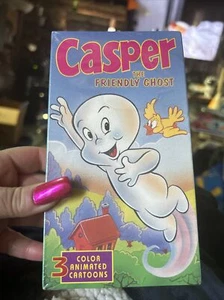 Casper
THE
FRIENDLY GHOST
3 COLOR
ANIMATED
CARTOONS